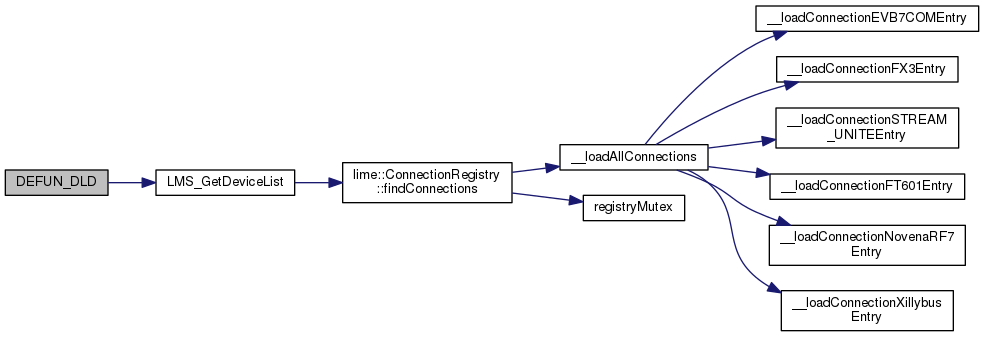 DEFUN_DLD
LMS_GetDeviceList
lime::ConnectionRegistry
::findConnections
__loadAllConnections
registryMutex
__loadConnectionEVB7COMEntry
__loadConnectionFX3Entry
__loadConnectionSTREAM
_UNITEEntry
__loadConnectionFT601Entry
__loadConnectionNovenaRF7
Entry
__loadConnectionXillybus
Entry